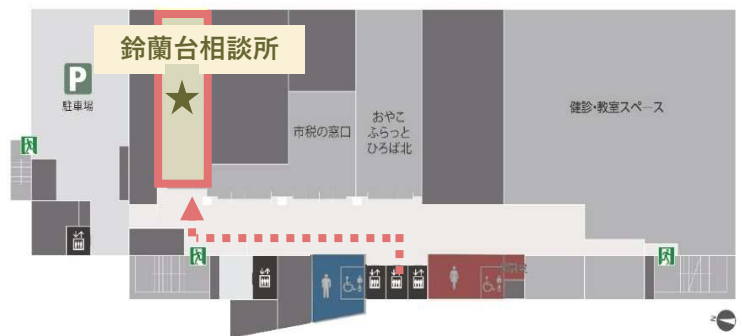 鈴蘭台相談所
P
駐車場
市税の窓口
おやこ
ふらっと
ひろば北
健診・教室スペース